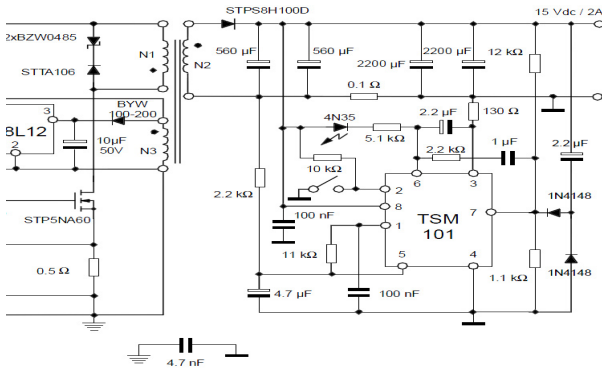 STPS8H100D
15 Vdc / 2A
2xBZW0485
560 µF
560 µF
2200 µF
2200 µF
12 kΩ
N1
N2
STTA106
0.1 Ω
BYW
100-200
3
8L12
2
10µF
50V
N3
4N35
2.2 µF
130 Ω
5.1 kΩ
1 µF
2.2 µF
2.2 kΩ
10 kΩ
6
3
2.2 kΩ
2
8
TSM
101
7
1N4148
STP5NA60
100 nF
1
11 kΩ
5
4
1.1 kΩ
1N4148
0.5 Ω
4.7 µF
100 nF
4.7 nF